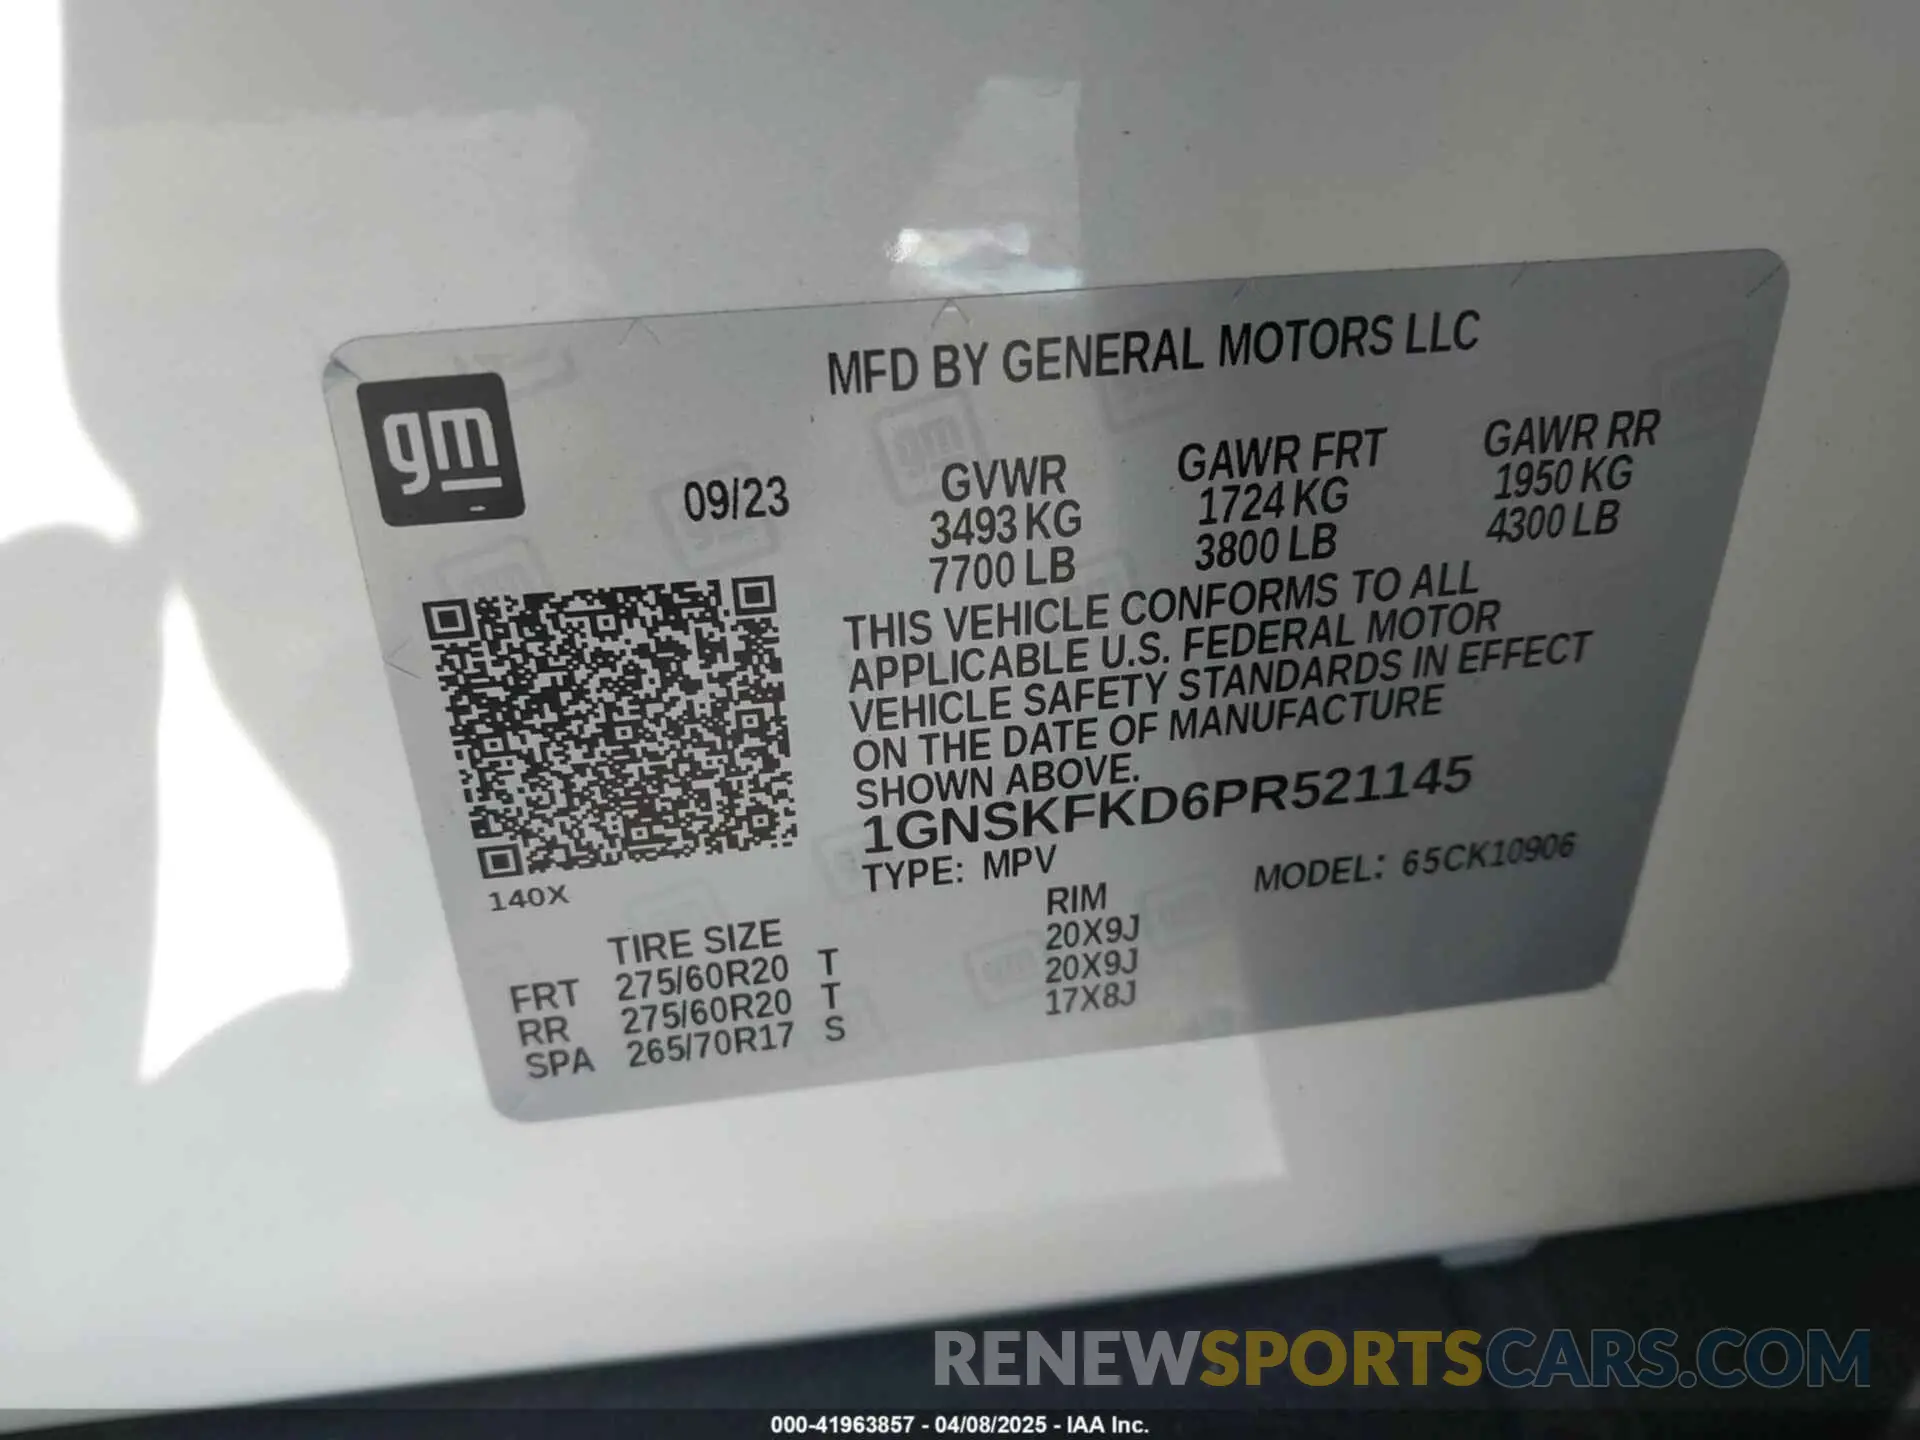 MFD BY GENERAL MOTORS LLC
gm
09/23
GVWR GAWR FRT GAWR RR
3493 KG 1724 KG 1950 KG
7700 LB 3800 LB 4300 LB
THIS VEHICLE CONFORMS TO ALL
APPLICABLE U.S. FEDERAL MOTOR
VEHICLE SAFETY STANDARDS IN EFFECT
ON THE DATE OF MANUFACTURE
SHOWN ABOVE.
1GNSKFKD6PR521145
TYPE: MPV MODEL: 65CK10906
140X
TIRE SIZE RIM
FRT 275/60R20 T 20X9J
RR 275/60R20 T 20X9J
SPA 265/70R17 S 17X8J
RENEWSPORTSCARS.COM
000-41963857 - 04/08/2025 - IAA Inc.